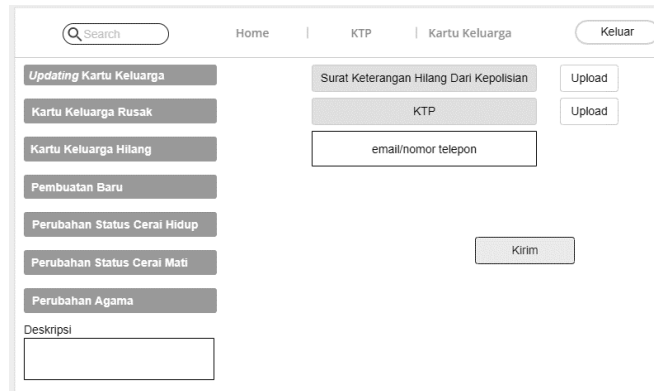 Search Home | KTP | Kartu Keluarga Keluar
Updating Kartu Keluarga
Kartu Keluarga Rusak
Kartu Keluarga Hilang
Pembuatan Baru
Perubahan Status Cerai Hidup
Perubahan Status Cerai Mati
Perubahan Agama
Deskripsi
Surat Keterangan Hilang Dari Kepolisian Upload
KTP Upload
email/nomor telepon
Kirim